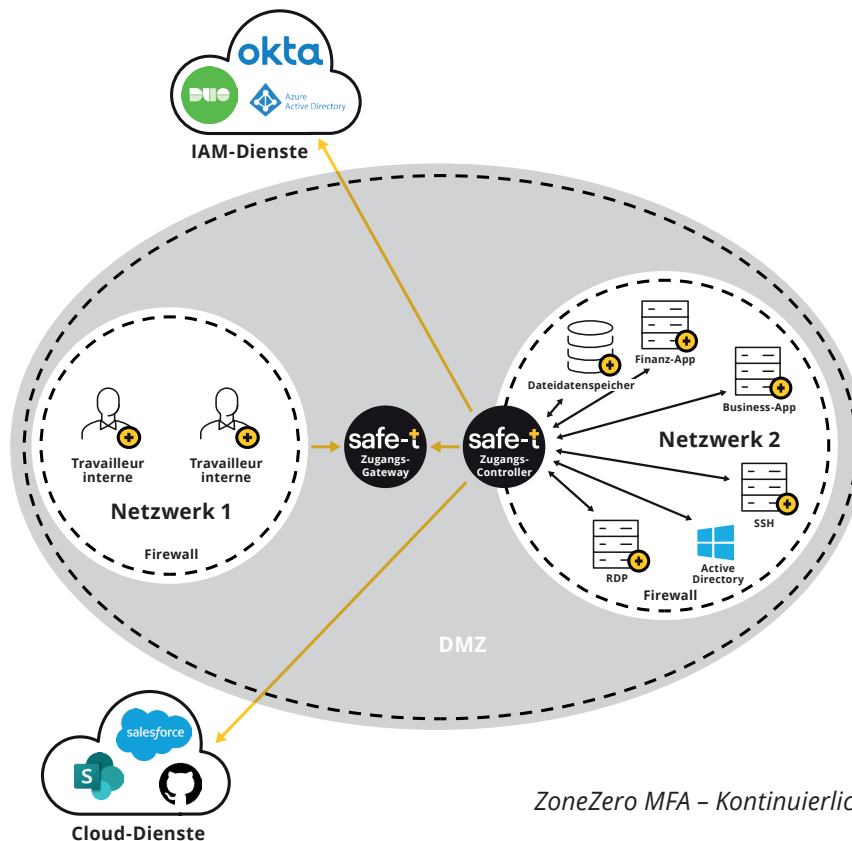 okta
DUO
Azure
Active Directory
IAM-Dienste
Dateidatenspeicher
Finanz-App
Business-App
Netzwerk 2
SSH
Active
Directory
RDP
Firewall
safe-t
Zugangs-
Gateway
safe-t
Zugangs-
Controller
Travailleur
interne
Travailleur
interne
Netzwerk 1
Firewall
DMZ
salesforce
S
Cloud-Dienste
ZoneZero MFA – Kontinuierlic